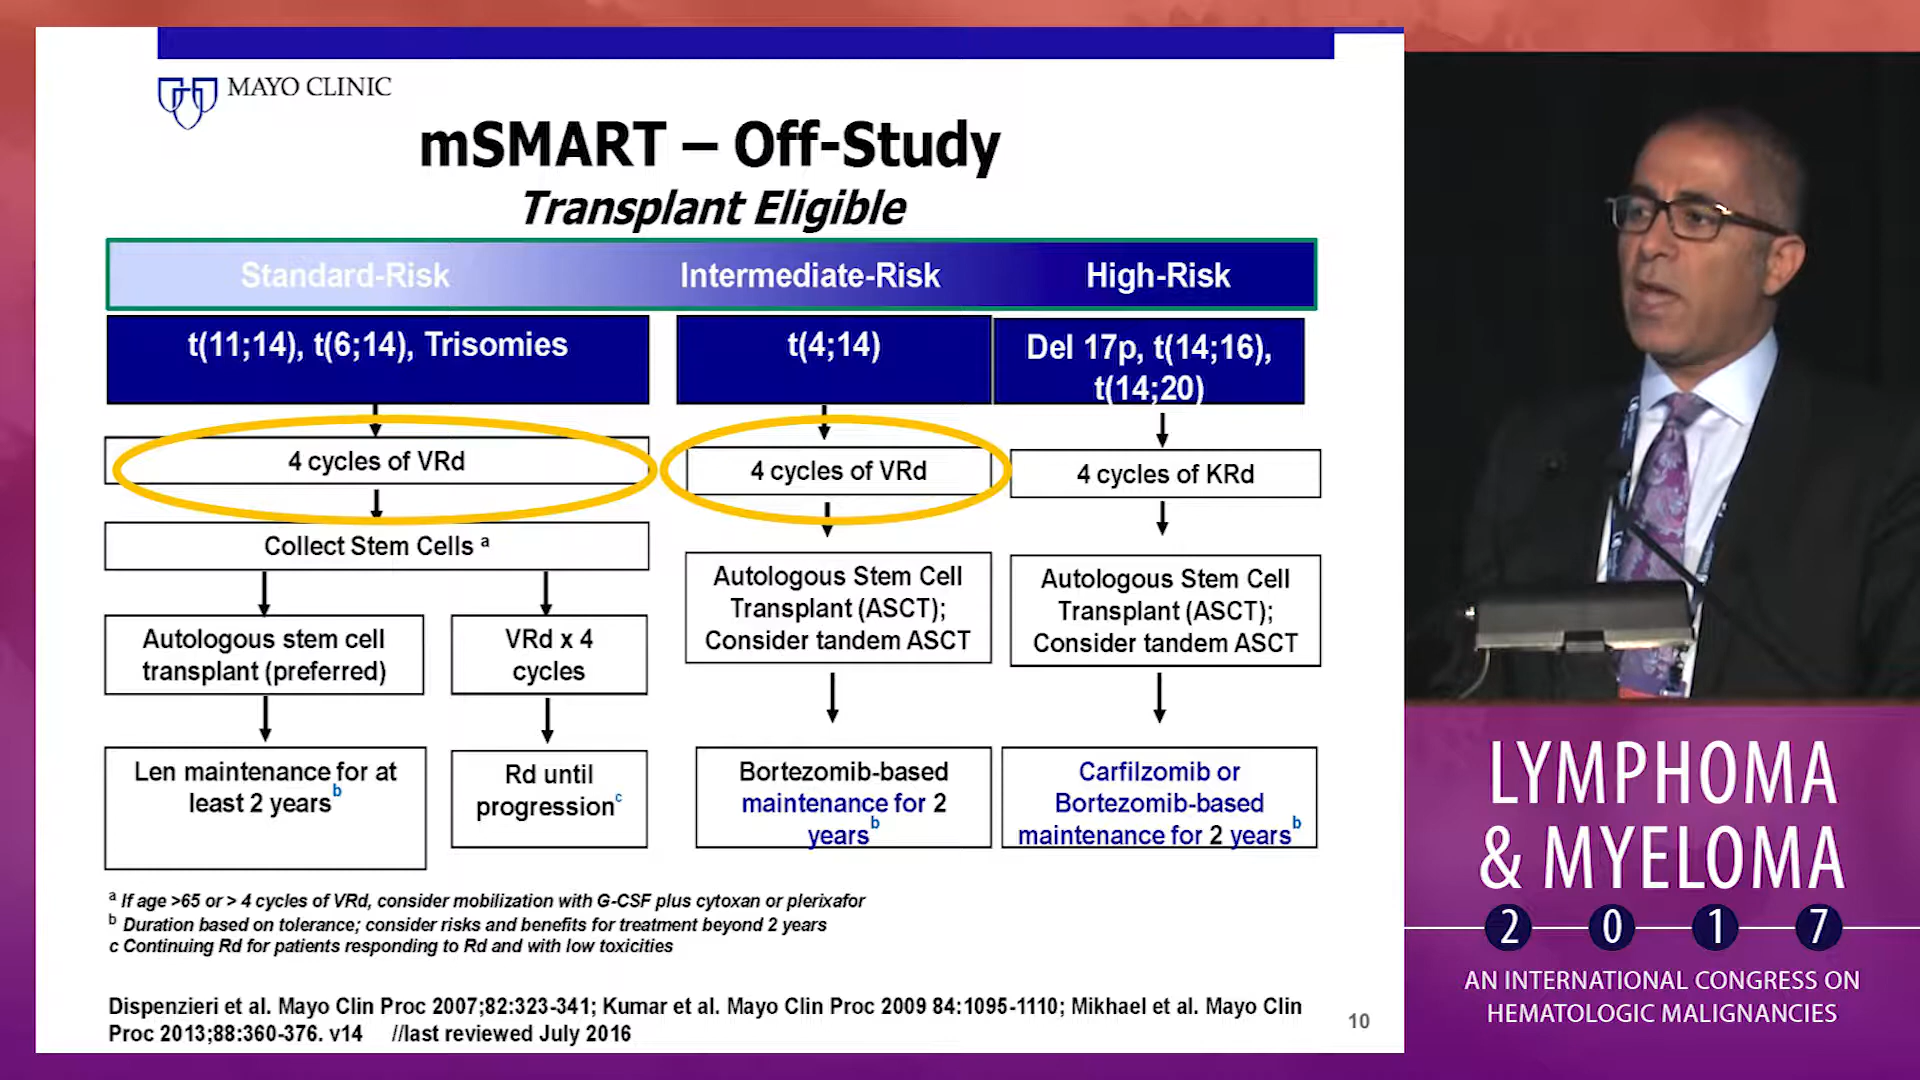 MAYO CLINIC
mSMART – Off-Study
Transplant Eligible
Standard-Risk
Intermediate-Risk
High-Risk
t(11;14), t(6;14), Trisomies
t(4;14)
Del 17p, t(14;16),
t(14;20)
4 cycles of VRd
4 cycles of VRd
4 cycles of KRd
Collect Stem Cells a
Autologous stem cell
transplant (preferred)
VRd x 4
cycles
Autologous Stem Cell
Transplant (ASCT);
Consider tandem ASCT
Autologous Stem Cell
Transplant (ASCT);
Consider tandem ASCT
Len maintenance for at
least 2 years b
Rd until
progression c
Bortezomib-based
maintenance for 2
years b
Carfilzomib or
Bortezomib-based
maintenance for 2 years b
a If age >65 or > 4 cycles of VRd, consider mobilization with G-CSF plus cytoxan or plerixafor
b Duration based on tolerance; consider risks and benefits for treatment beyond 2 years
c Continuing Rd for patients responding to Rd and with low toxicities
Dispenzieri et al. Mayo Clin Proc 2007;82:323-341; Kumar et al. Mayo Clin Proc 2009 84:1095-1110; Mikhael et al. Mayo Clin
Proc 2013;88:360-376. v14 //last reviewed July 2016
10
LYMPHOMA
& MYELOMA
2 0 1 7
AN INTERNATIONAL CONGRESS ON
HEMATOLOGIC MALIGNANCIES